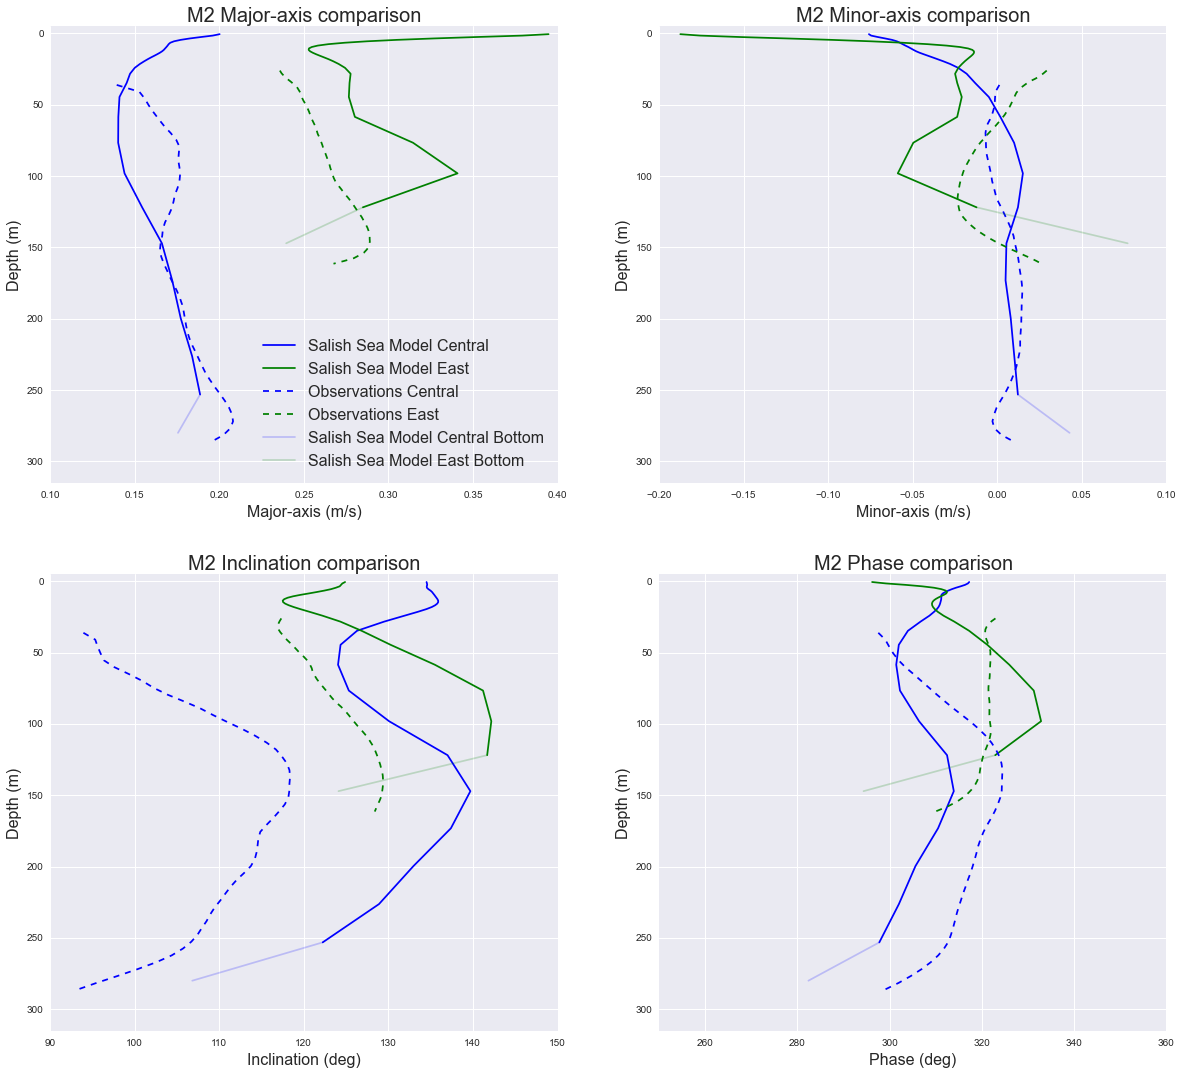 M2 Major-axis comparison
0
50
100
150
200
250
300
Depth (m)
Salish Sea Model Central
Salish Sea Model East
Observations Central
Observations East
Salish Sea Model Central Bottom
Salish Sea Model East Bottom
0.10 0.15 0.20 0.25 0.30 0.35 0.40
Major-axis (m/s)
M2 Minor-axis comparison
0
50
100
150
200
250
300
Depth (m)
−0.20 −0.15 −0.10 −0.05 0.00 0.05 0.10
Minor-axis (m/s)
M2 Inclination comparison
0
50
100
150
200
250
300
Depth (m)
90 100 110 120 130 140 150
Inclination (deg)
M2 Phase comparison
0
50
100
150
200
250
300
Depth (m)
260 280 300 320 340 360
Phase (deg)